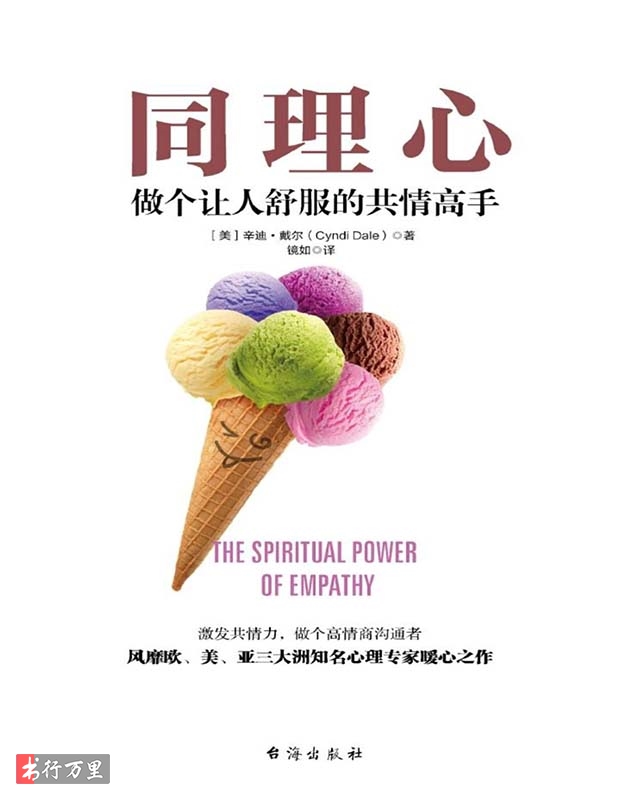 同理心
做个让人舒服的共情高手
[美]辛迪·戴尔(Cyndi Dale)◎著
镜如◎译
THE SPIRITUAL POWER
OF EMPATHY
激发共情力，做个高情商沟通者
风靡欧、美、亚三大洲知名心理专家暖心之作
台海出版社
书行万里